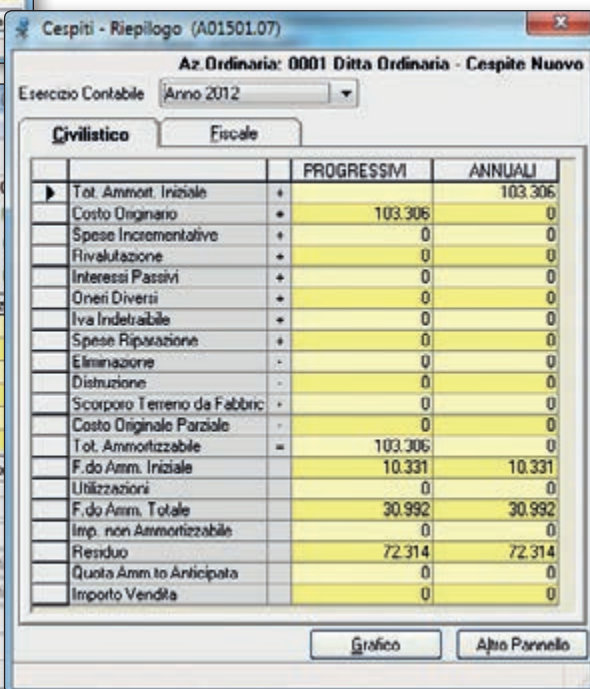 Cespiti - Riepilogo (A01501.07)
Az.Ordinaria: 0001 Ditta Ordinaria - Cespite Nuovo
Esercizio Contabile Anno 2012
Civilistico Fiscale
PROGRESSIVI ANNUALI
Tot. Ammort. Iniziale + 103.306
Costo Originario + 103.306 0
Spese Incrementative + 0 0
Rivalutazione + 0 0
Interessi Passivi + 0 0
Oneri Diversi + 0 0
Iva Indetraibile + 0 0
Spese Riparazione + 0 0
Eliminazione - 0 0
Distruzione - 0 0
Scorporo Terreno da Fabbric - 0 0
Costo Originale Parziale - 0 0
Tot. Ammortizzabile = 103.306 0
F.do Amm. Iniziale 10.331 10.331
Utilizzazioni 0 0
F.do Amm. Totale 30.992 30.992
Imp. non Ammortizzabile 0 0
Residuo 72.314 72.314
Quota Amm.to Anticipata 0 0
Importo Vendita 0 0
Grafico Altro Pannello